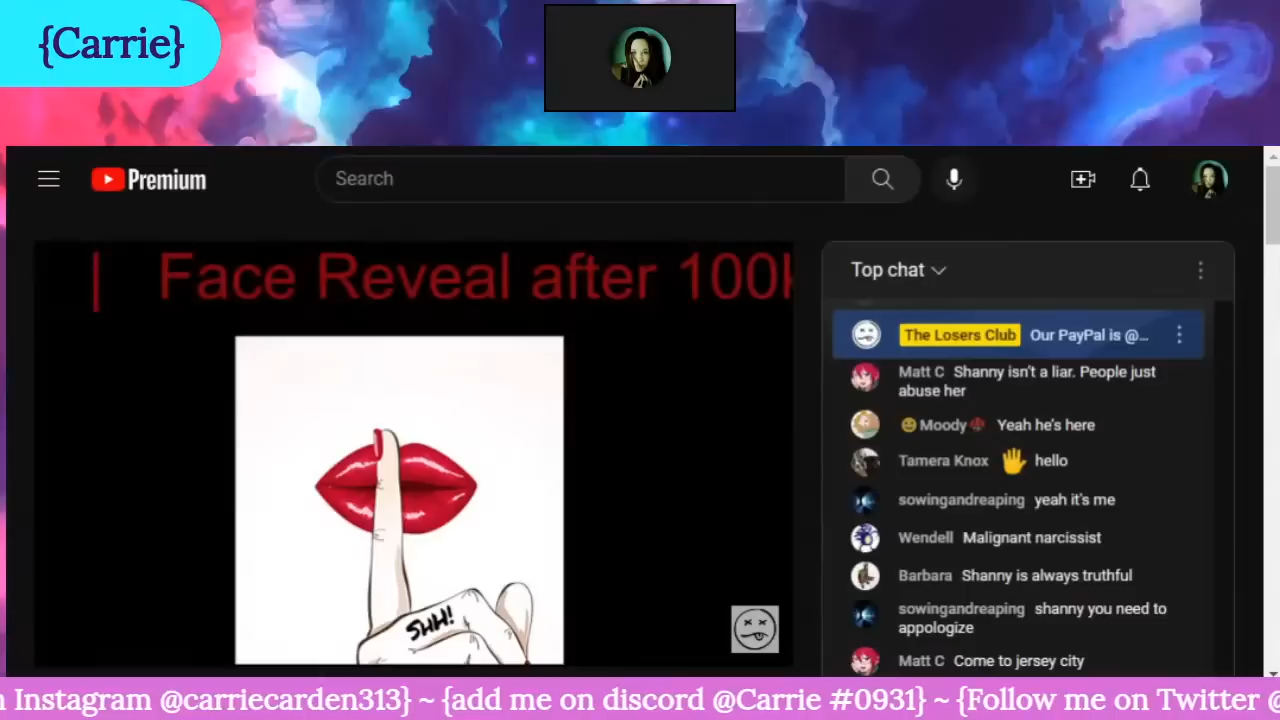 {Carrie}
Premium
Search
| Face Reveal after 100k
SHH!
Top chat
The Losers Club Our PayPal is @...
Matt C Shanny isn't a liar. People just
abuse her
Moody Yeah he's here
Tamera Knox hello
sowingandreaping yeah it's me
Wendell Malignant narcissist
Barbara Shanny is always truthful
sowingandreaping shanny you need to
appologize
Matt C Come to jersey city
n Instagram @carriecarden313} ~ {add me on discord @Carrie #0931} ~ {Follow me on Twitter @